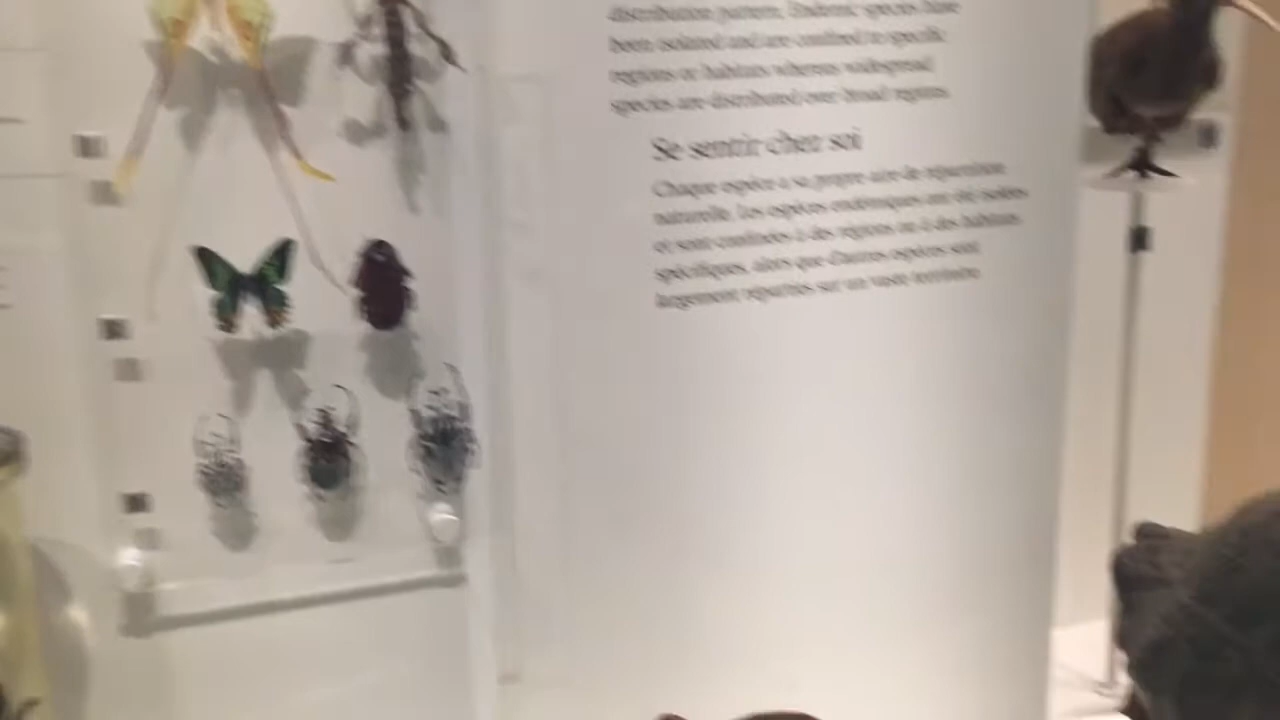 distribution pattern. Endemic species have
been isolated and are confined to specific
regions or habitats whereas widespread
species are distributed over broad regions.
Se sentir chez soi
Chaque espèce a sa propre aire de répartition
naturelle. Les espèces endémiques ont été isolées
et sont confinées à des régions ou à des habitats
spécifiques, alors que d'autres espèces sont
largement réparties sur un vaste territoire.